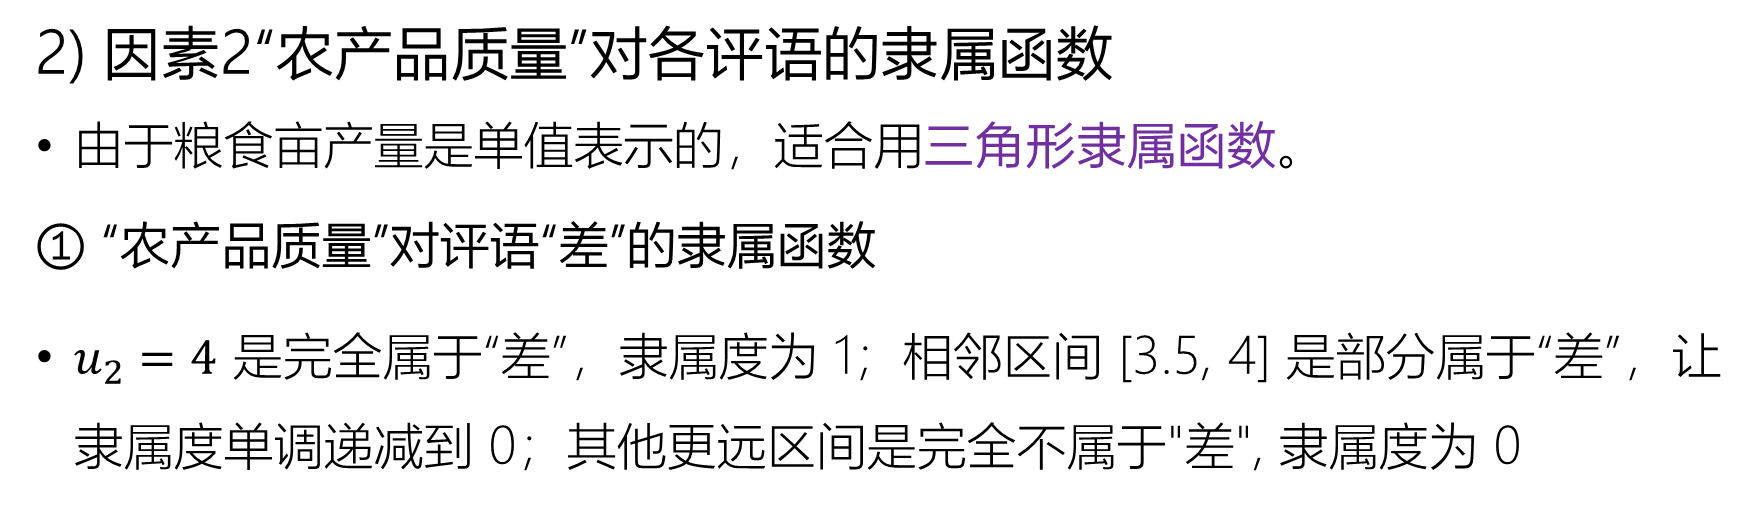 2) 因素2“农产品质量”对各评语的隶属函数
• 由于粮食亩产量是单值表示的，适合用三角形隶属函数。
① “农产品质量”对评语“差”的隶属函数
• u₂ = 4 是完全属于“差”，隶属度为 1；相邻区间 [3.5, 4] 是部分属于“差”，让
隶属度单调递减到 0；其他更远区间是完全不属于"差", 隶属度为 0